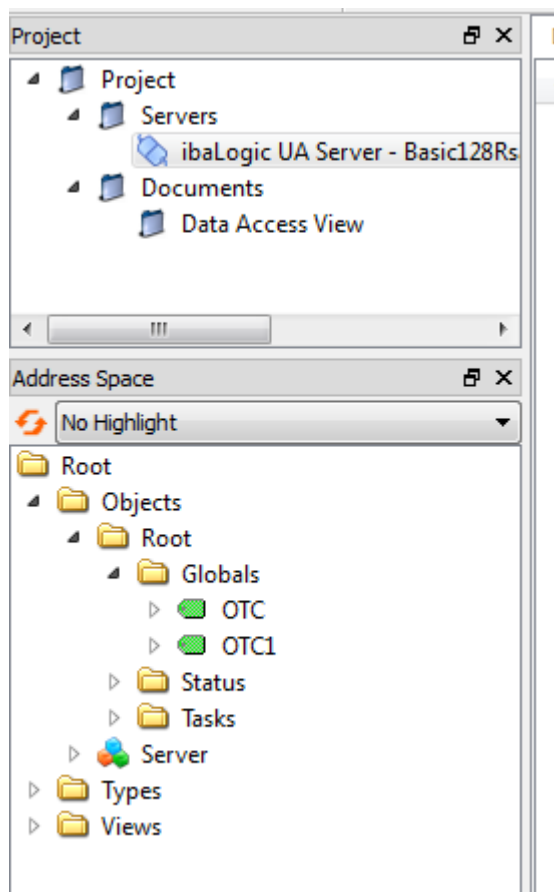 Project
Project
Servers
ibaLogic UA Server - Basic128Rs
Documents
Data Access View
Address Space
No Highlight
Root
Objects
Root
Globals
OTC
OTC1
Status
Tasks
Server
Types
Views